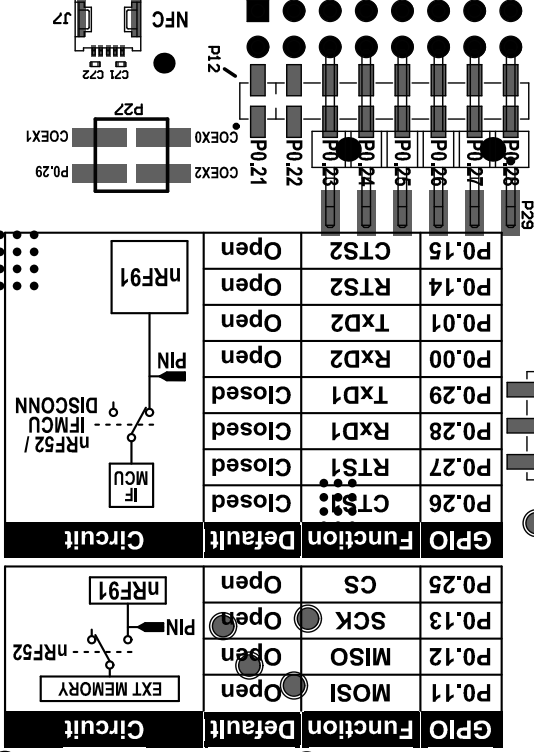 GPIO Function Default Circuit
P0.11 MOSI Open EXT MEMORY
P0.12 MISO Open nRF52
P0.13 SCK Open PIN
P0.25 CS Open nRF91
GPIO Function Default Circuit
P0.26 CTS1 Closed IF
MCU
P0.27 RTS1 Closed
P0.28 RxD1 Closed nRF52 /
IFMCU
P0.29 TxD1 Closed DISCONN
P0.00 RxD2 Open PIN
P0.01 TxD2 Open
P0.14 RTS2 Open nRF91
P0.15 CTS2 Open
P29
P0.21
P0.22
P0.23
P0.24
P0.25
P0.26
P0.27
P0.28
COEX2 P0.29
COEX0 COEX1
P27
P12
C71 C72
NFC J7